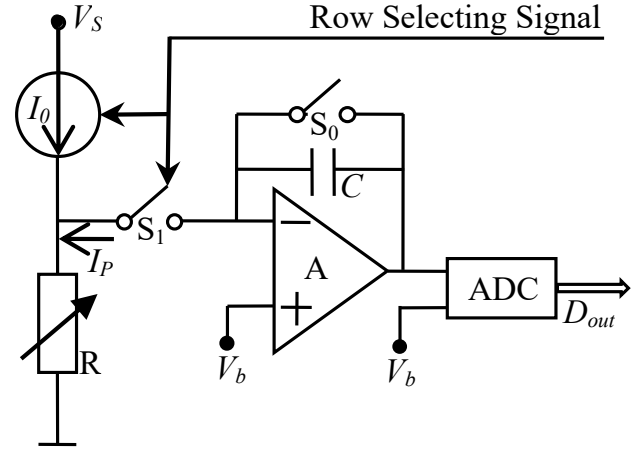 V_S
Row Selecting Signal
I_0
S_0
C
S_1
I_P
A
ADC
D_out
R
V_b
V_b